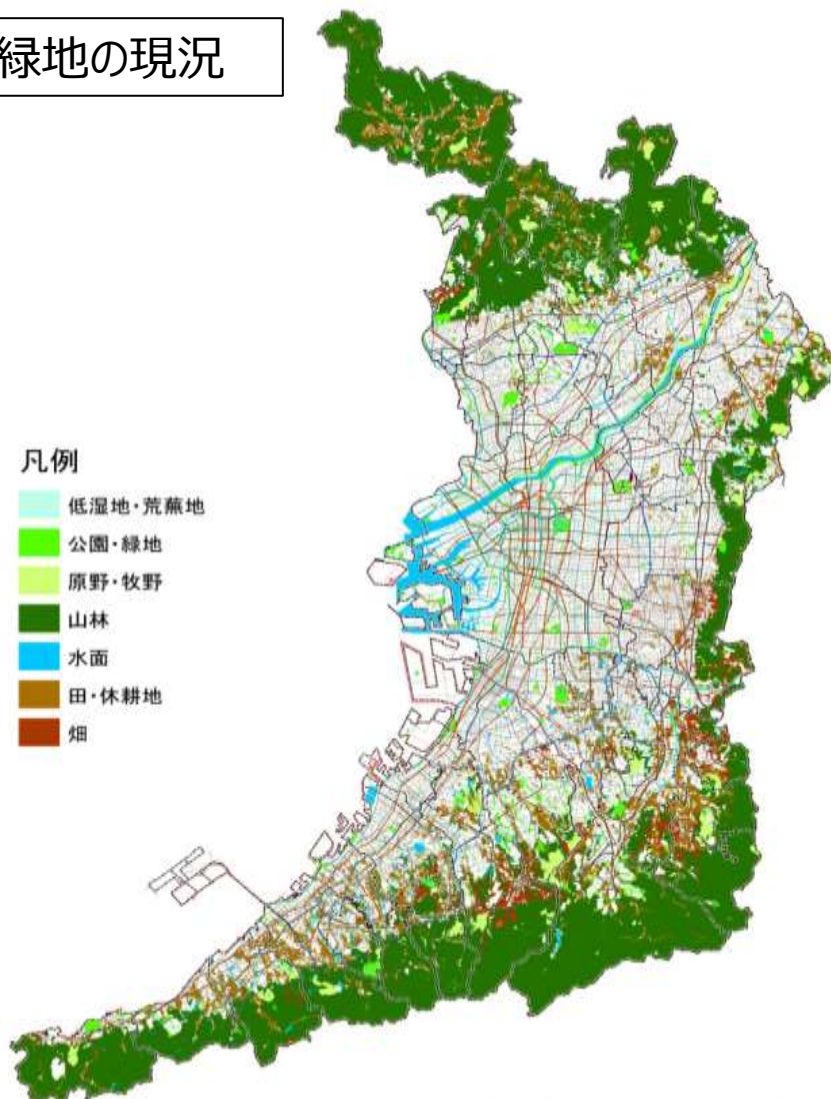 緑地の現況
凡例
低湿地・荒蕪地
公園・緑地
原野・牧野
山林
水面
田・休耕地
畑